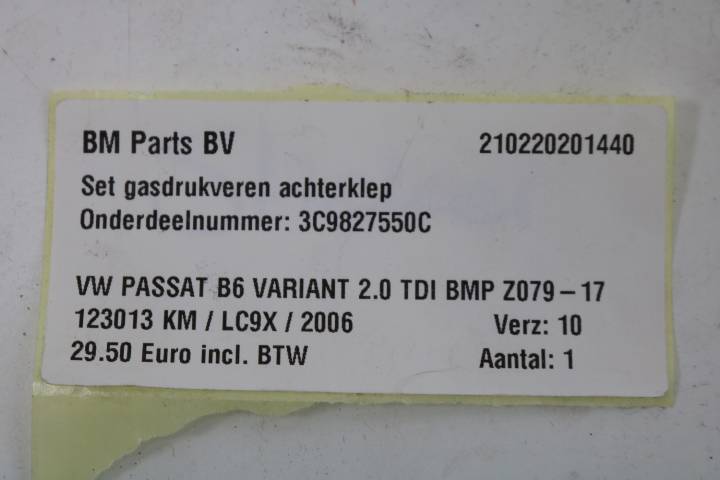 BM Parts BV 210220201440
Set gasdrukveren achterklep
Onderdeelnummer: 3C9827550C
VW PASSAT B6 VARIANT 2.0 TDI BMP Z079-17
123013 KM / LC9X / 2006 Verz: 10
29.50 Euro incl. BTW Aantal: 1